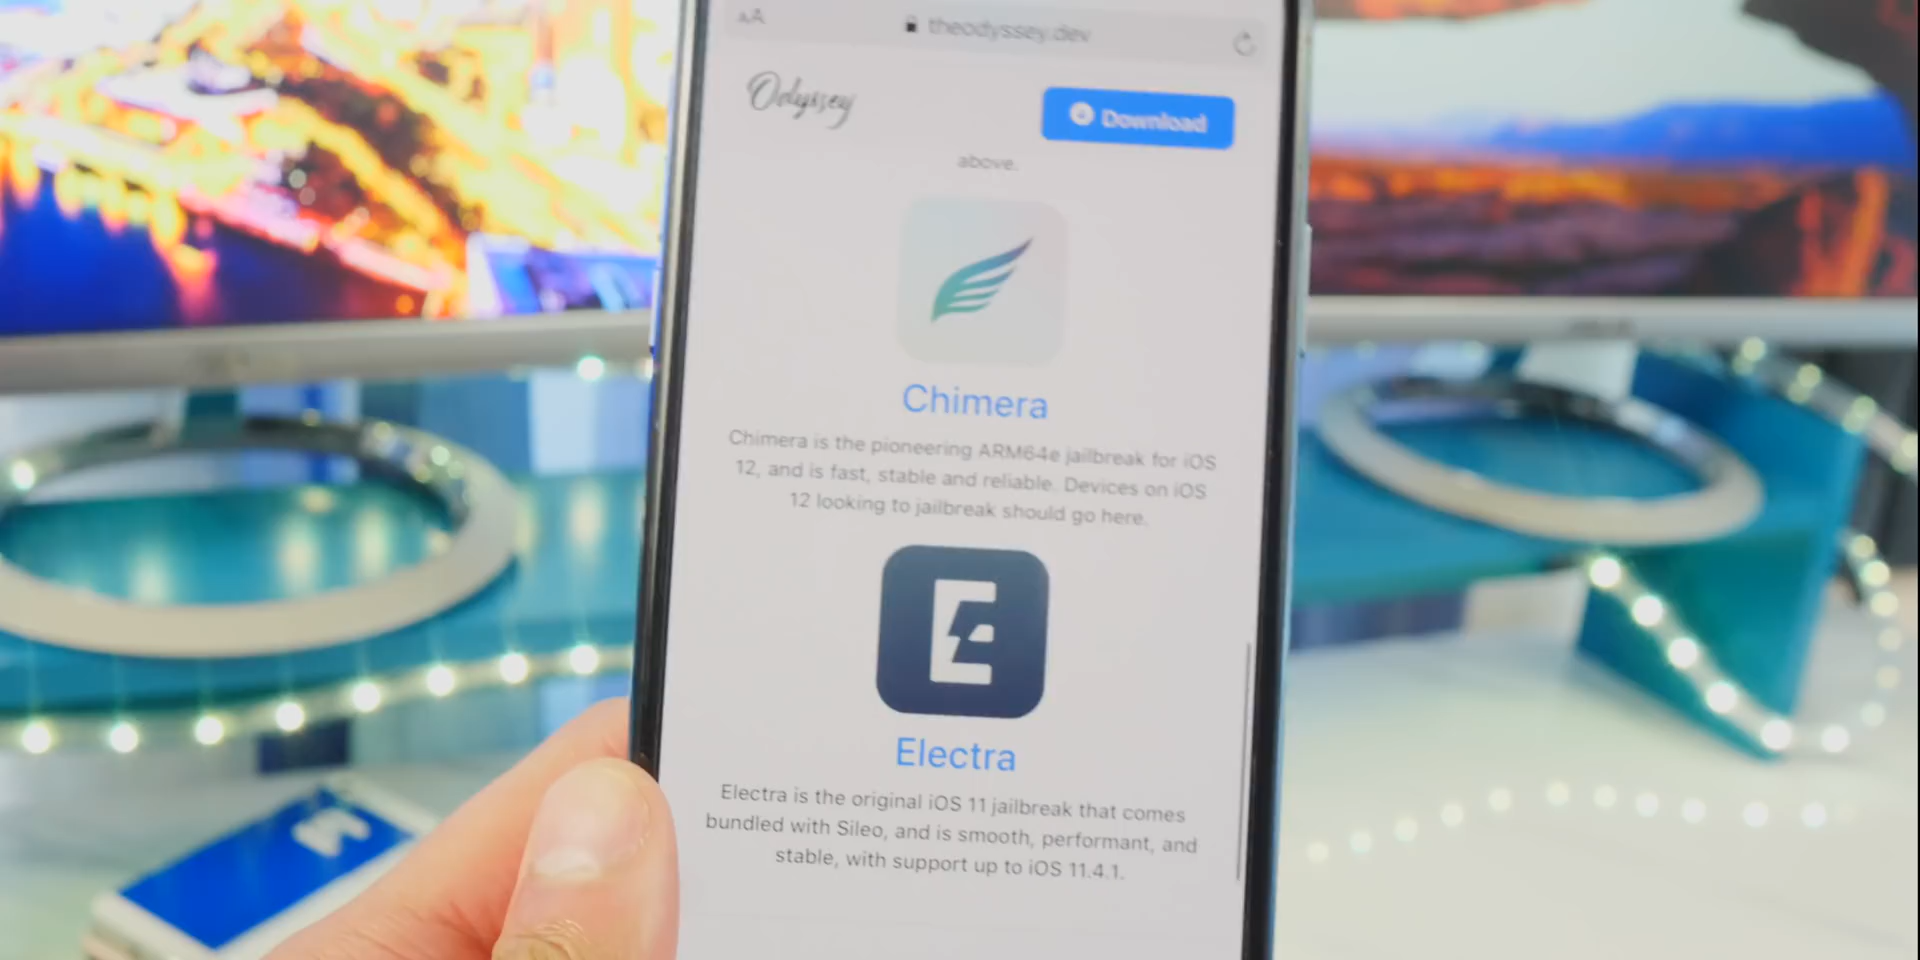 AA theodyssey.dev
Odyssey
Download
above.
Chimera
Chimera is the pioneering ARM64e jailbreak for iOS
12, and is fast, stable and reliable. Devices on iOS
12 looking to jailbreak should go here.
E
Electra
Electra is the original iOS 11 jailbreak that comes
bundled with Sileo, and is smooth, performant, and
stable, with support up to iOS 11.4.1.